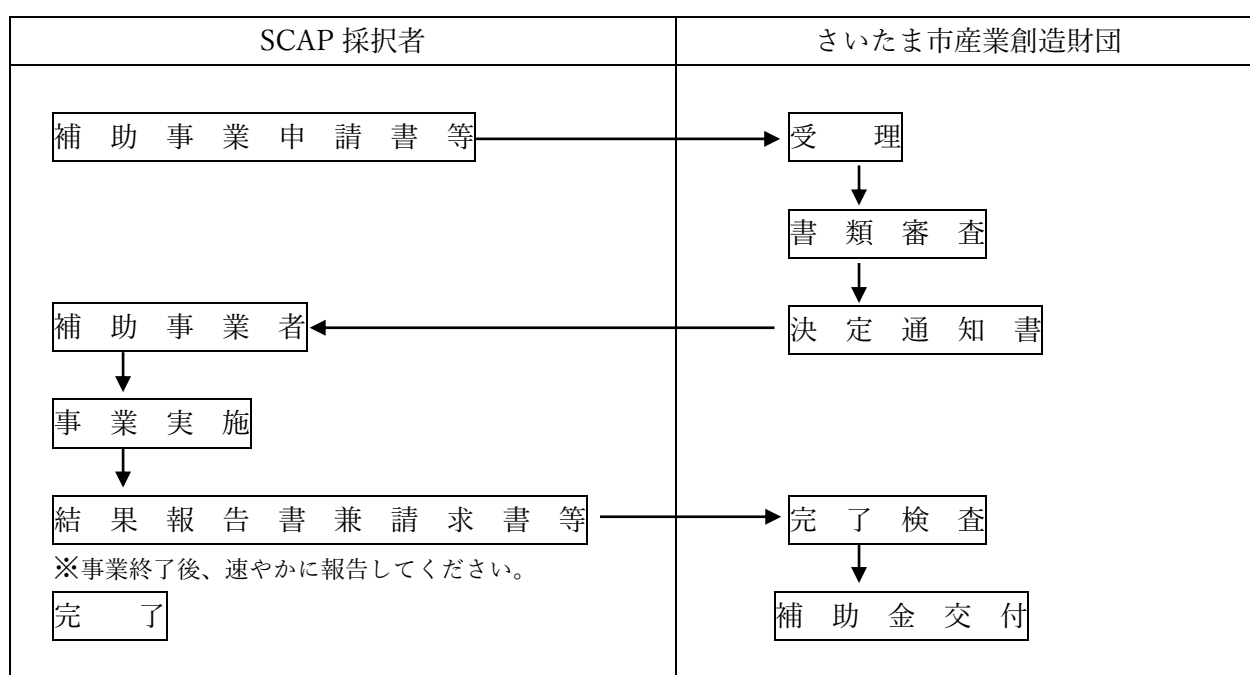 SCAP 採択者
さいたま市産業創造財団
補助事業申請書等
受理
書類審査
補助事業者
決定通知書
事業実施
結果報告書兼請求書等
完了検査
※事業終了後、速やかに報告してください。
完了
補助金交付